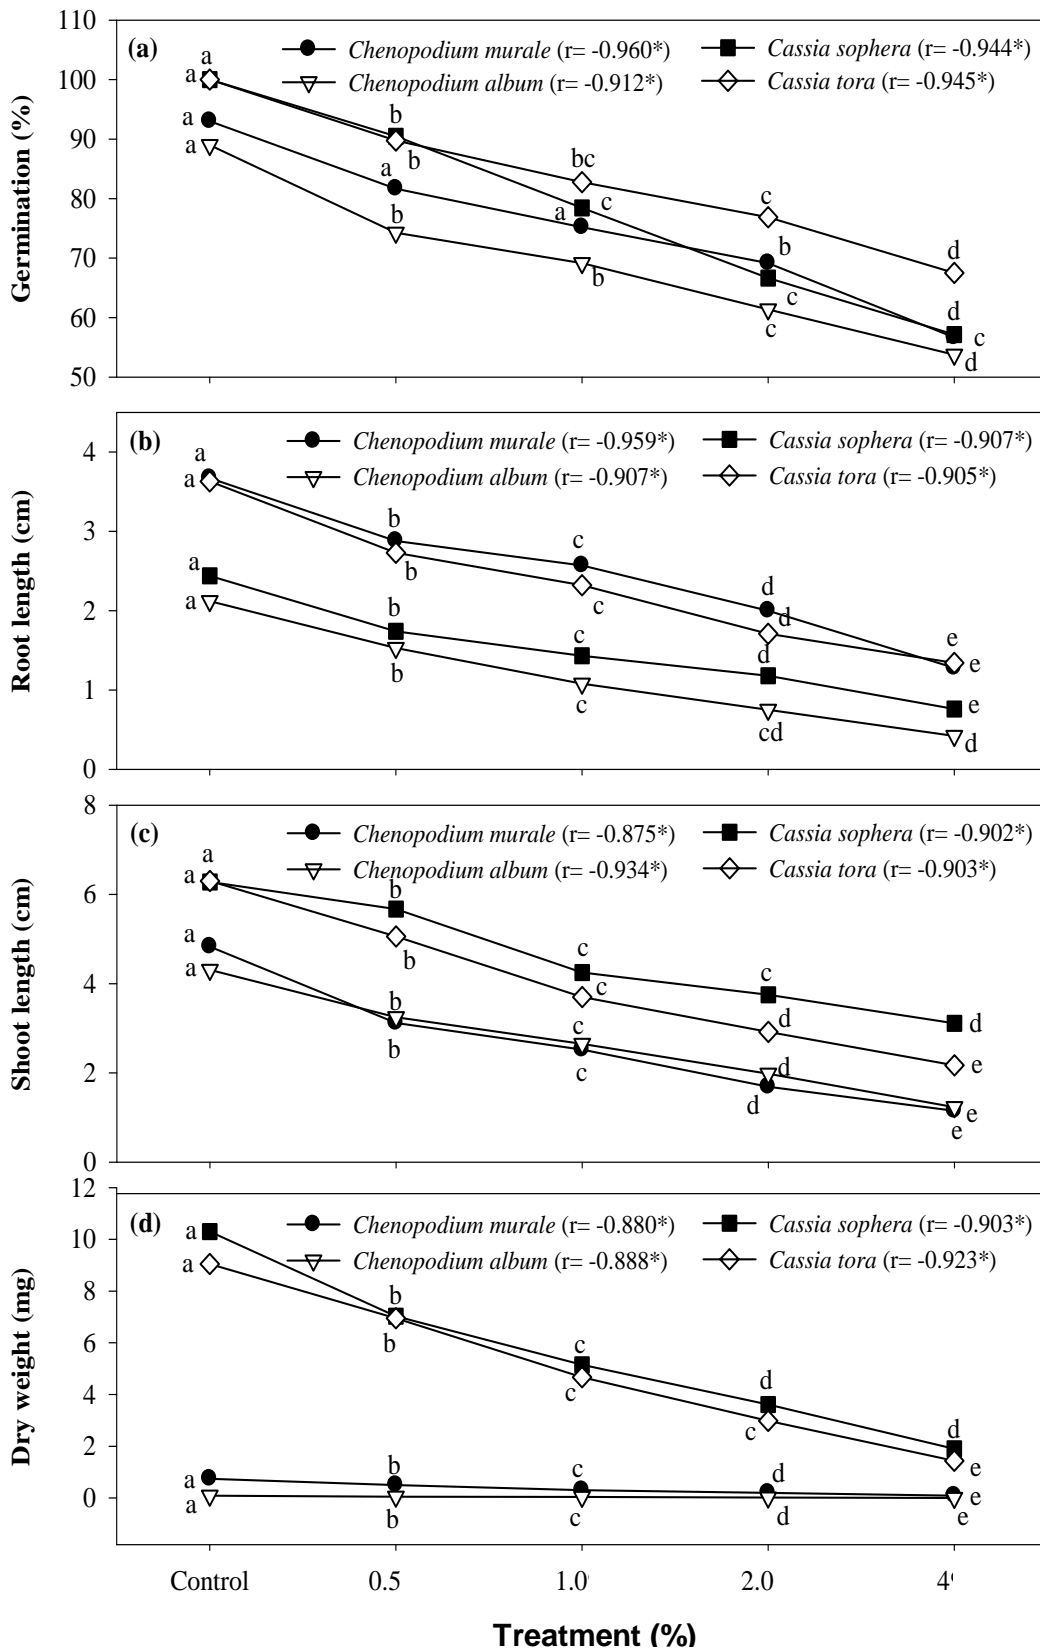 110
(a)
a
Chenopodium murale (r= -0.960*)
Cassia sophera (r= -0.944*)
100
a
Chenopodium album (r= -0.912*)
Cassia tora (r= -0.945*)
Germination (%)
a
b
90
a
b
bc
a
80
b
a
c
c
d
70
b
b
60
c
c
d
c
50
d
(b)
Chenopodium murale (r= -0.959*)
Cassia sophera (r= -0.907*)
4
a
a
Chenopodium album (r= -0.907*)
Cassia tora (r= -0.905*)
Root length (cm)
3
b
c
b
a
d
2
a
b
c
c
d
e
b
d
e
1
c
cd
e
0
d
8
(c)
Chenopodium murale (r= -0.875*)
Cassia sophera (r= -0.902*)
a
a
Chenopodium album (r= -0.934*)
Cassia tora (r= -0.903*)
Shoot length (cm)
6
b
a
b
c
c
4
a
c
b
c
d
d
2
b
c
d
e
d
e
0
e
12
(d)
Chenopodium murale (r= -0.880*)
Cassia sophera (r= -0.903*)
10
a
Chenopodium album (r= -0.888*)
Cassia tora (r= -0.923*)
Dry weight (mg)
a
8
b
6
b
c
4
c
d
d
2
c
a
b
c
d
e
0
a
b
c
d
e
e
Control
0.5
1.0
2.0
4
Treatment (%)